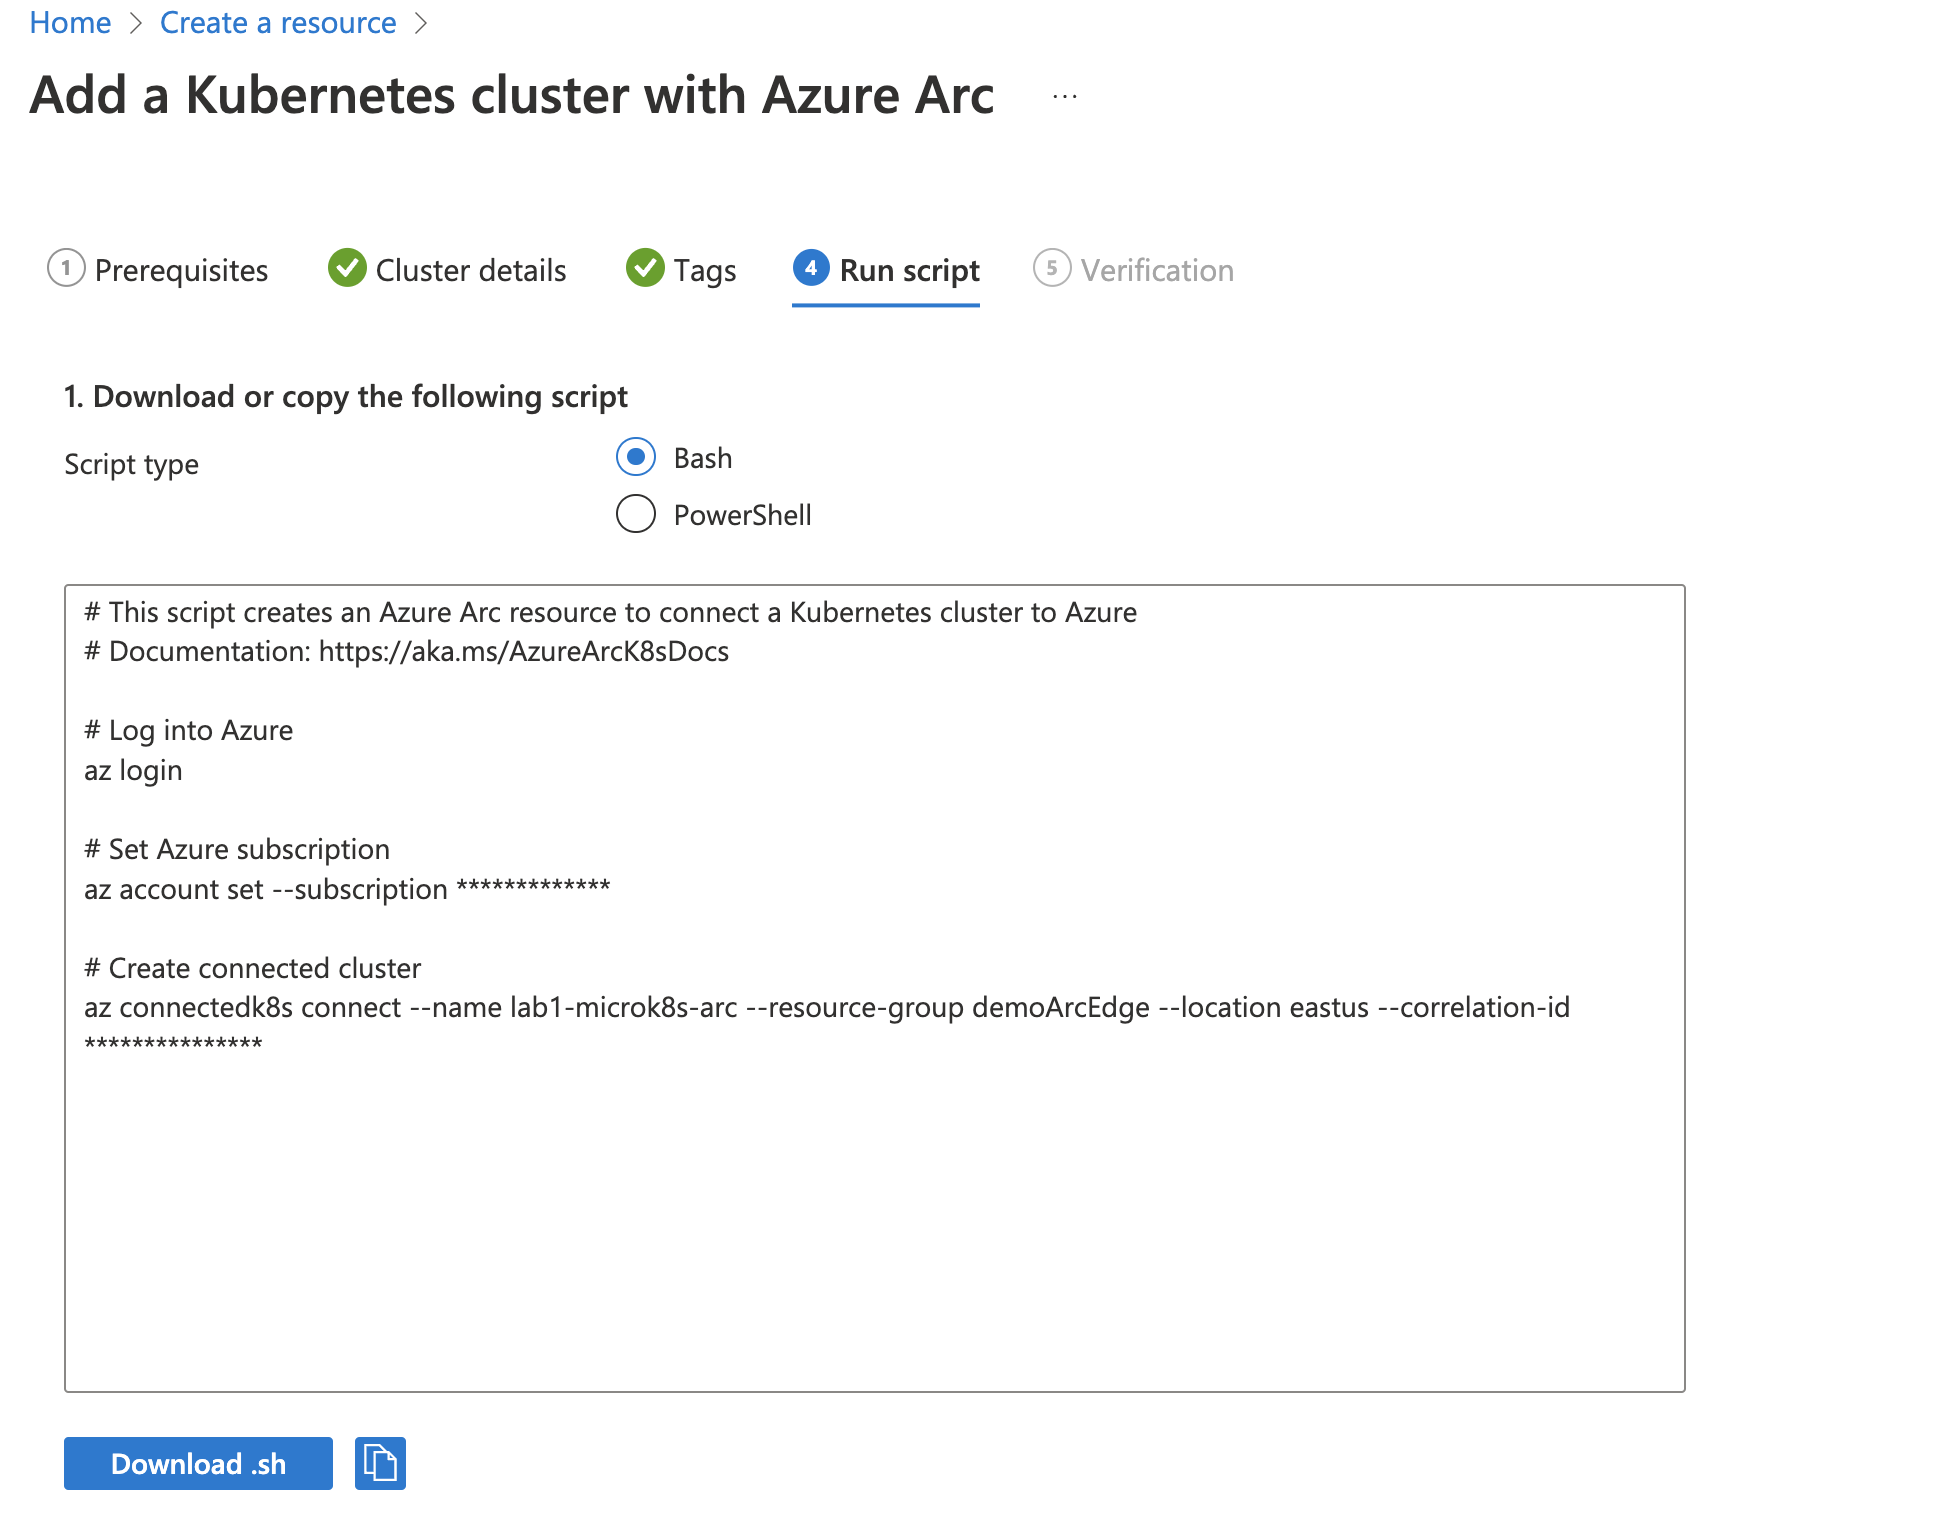 Home > Create a resource >
Add a Kubernetes cluster with Azure Arc ...
1 Prerequisites Cluster details Tags 4 Run script 5 Verification
1. Download or copy the following script
Script type
Bash
PowerShell
# This script creates an Azure Arc resource to connect a Kubernetes cluster to Azure
# Documentation: https://aka.ms/AzureArcK8sDocs
# Log into Azure
az login
# Set Azure subscription
az account set --subscription *************
# Create connected cluster
az connectedk8s connect --name lab1-microk8s-arc --resource-group demoArcEdge --location eastus --correlation-id
***************
Download .sh